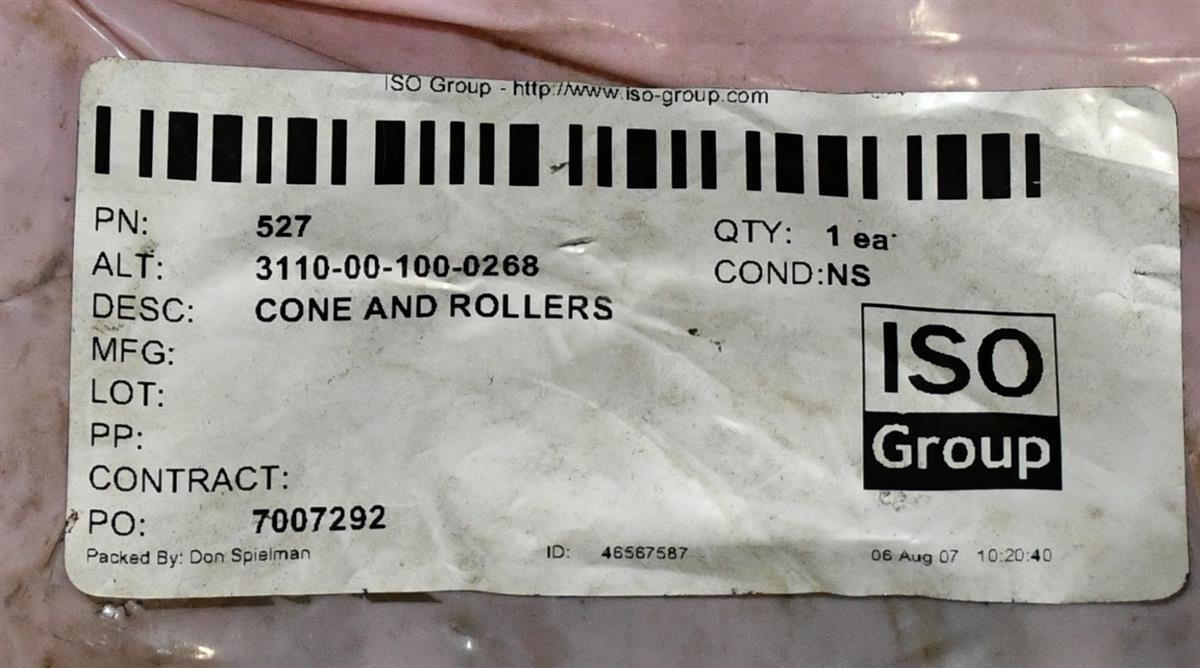 ISO Group - http://www.iso-group.com
PN: 527 QTY: 1 ea
ALT: 3110-00-100-0268 COND:NS
DESC: CONE AND ROLLERS
MFG:
LOT:
PP:
CONTRACT:
PO: 7007292
ISO
Group
Packed By: Don Spielman ID: 46567587 06 Aug 07 10:20:40